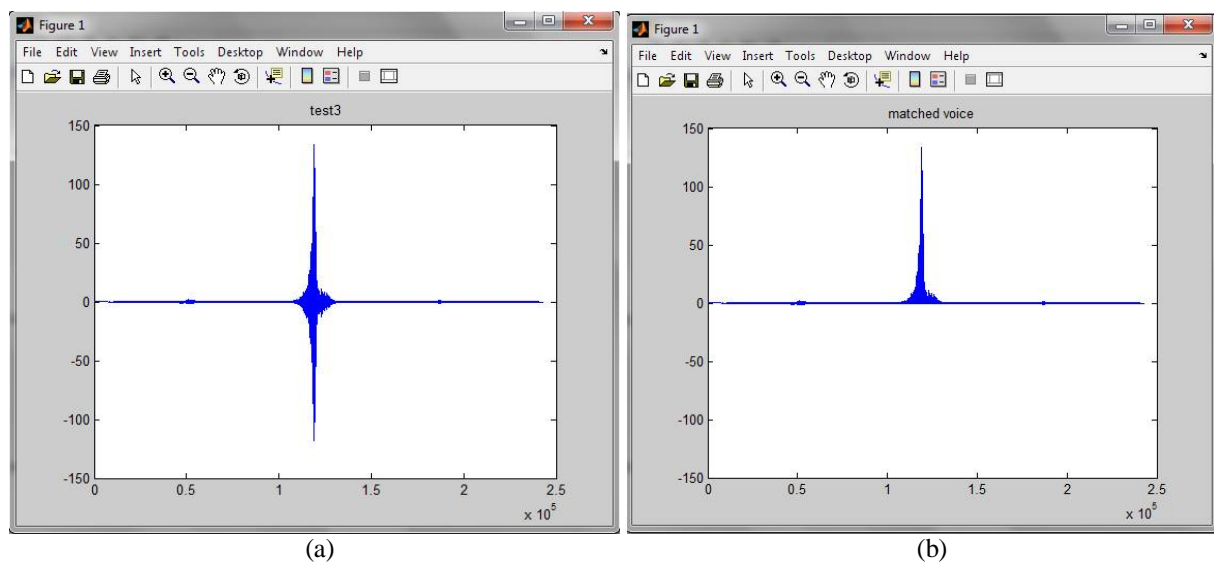 Figure 1
File Edit View Insert Tools Desktop Window Help
test3
150
100
50
0
-50
-100
-150
0 0.5 1 1.5 2 2.5
x 10^5
(a)
Figure 1
File Edit View Insert Tools Desktop Window Help
matched voice
150
100
50
0
-50
-100
-150
0 0.5 1 1.5 2 2.5
x 10^5
(b)